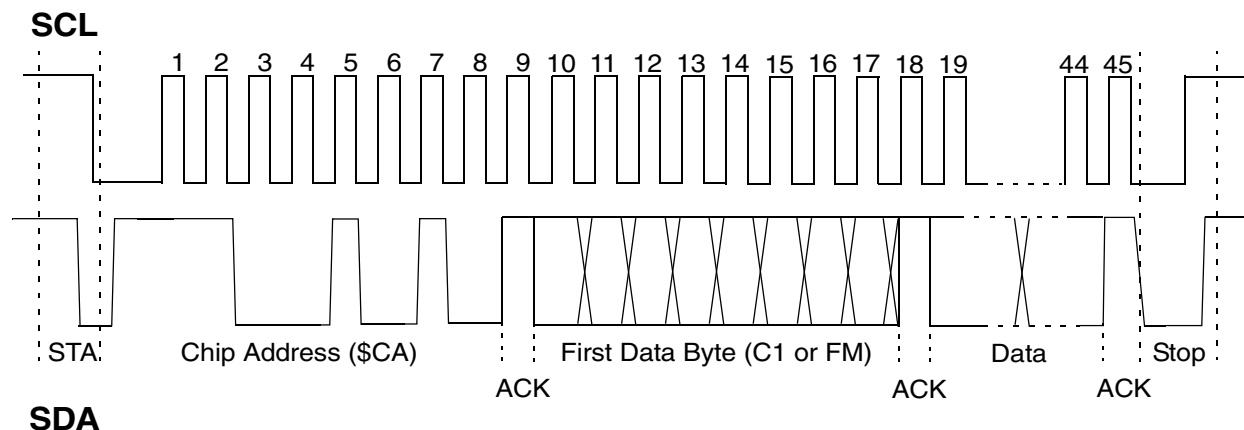 SCL
1 2 3 4 5 6 7 8 9 10 11 12 13 14 15 16 17 18 19 44 45
STA Chip Address ($CA) First Data Byte (C1 or FM) Data Stop
ACK ACK ACK
SDA